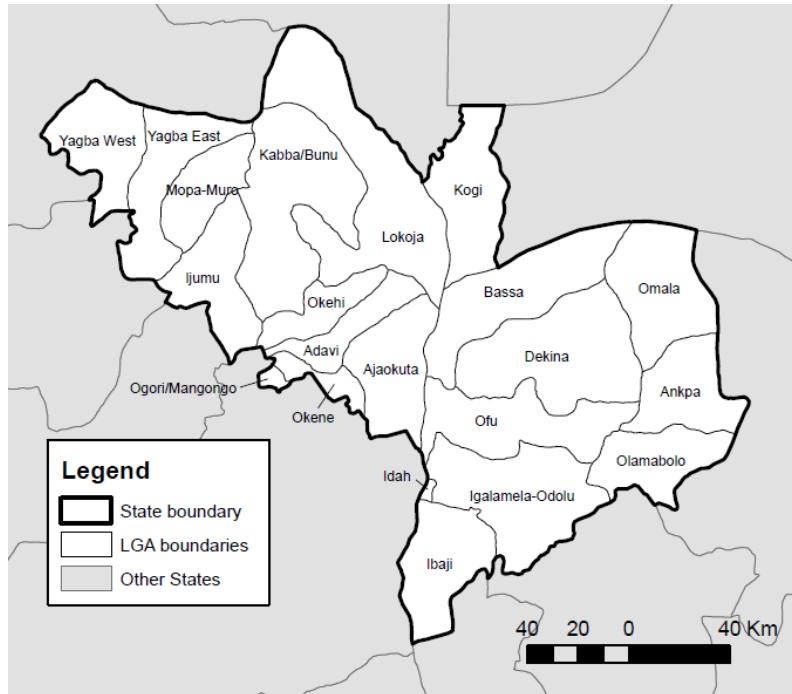 Yagba West
Yagba East
Kabba/Bunu
Mopa-Muro
Kogi
Lokoja
Ijumu
Bassa
Omala
Okehi
Adavi
Dekina
Ajaokuta
Ogori/Mangongo
Ankpa
Okene
Ofu
Olamabolo
Idah
Igalamela-Odolu
Ibaji
Legend
State boundary
LGA boundaries
Other States
40 20 0 40 Km